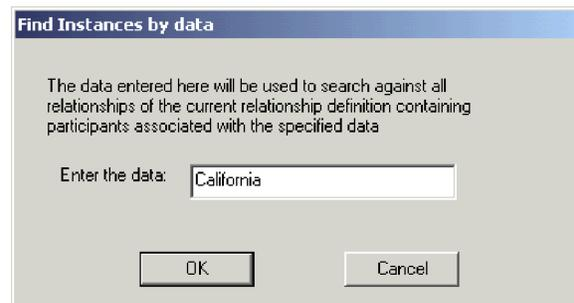 Find Instances by data
The data entered here will be used to search against all
relationships of the current relationship definition containing
participants associated with the specified data
Enter the data: California
OK Cancel